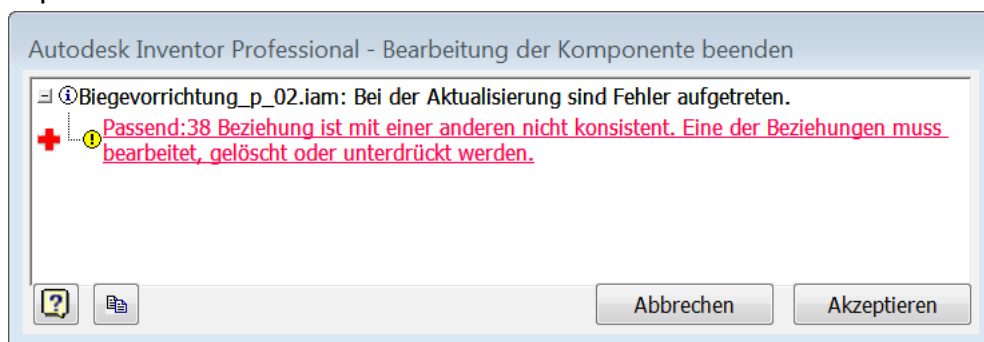 Autodesk Inventor Professional - Bearbeitung der Komponente beenden
Biegevorrichtung_p_02.iam: Bei der Aktualisierung sind Fehler aufgetreten.
Passend:38 Beziehung ist mit einer anderen nicht konsistent. Eine der Beziehungen muss
bearbeitet, gelöscht oder unterdrückt werden.
Abbrechen
Akzeptieren